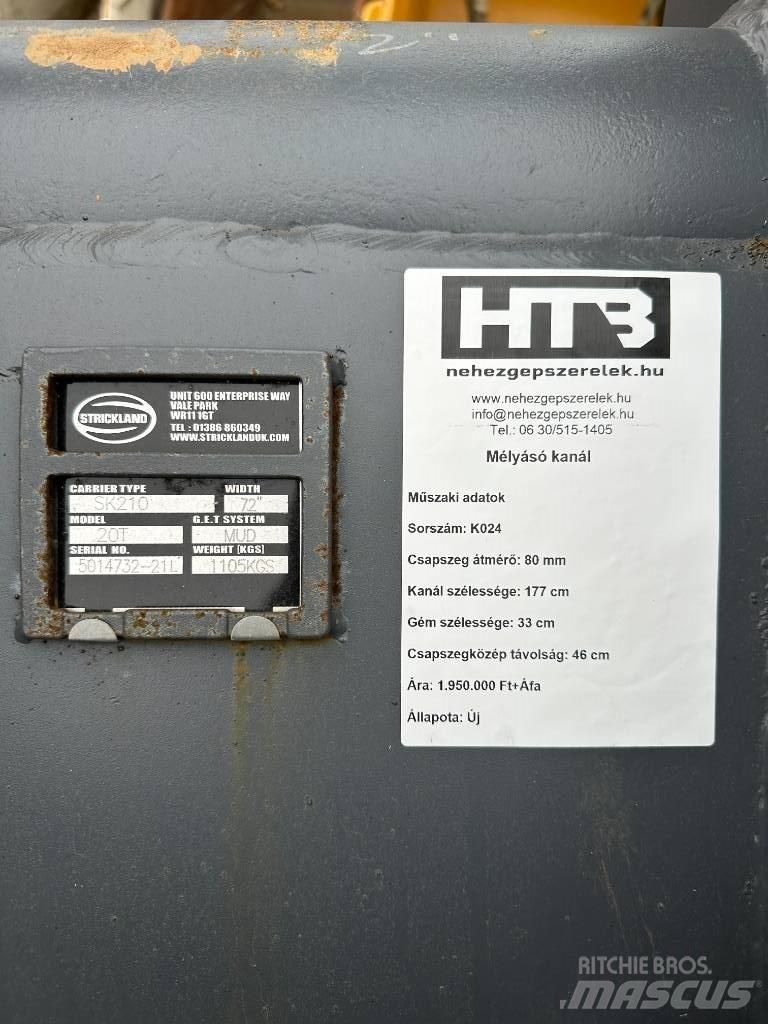 STRICKLAND
UNIT 600 ENTERPRISE WAY
VALE PARK
WR11 1GT
TEL : 01386 860349
WWW.STRICKLANDUK.COM
CARRIER TYPE WIDTH
SK210 72"
MODEL G.E.T SYSTEM
20T MUD
SERIAL NO. WEIGHT (KGS)
5014732-21L 1105KGS
HTB
nehezgepszerelek.hu
www.nehezgepszerelek.hu
info@nehezgepszerelek.hu
Tel.: 06 30/515-1405
Mélyásó kanál
Műszaki adatok
Sorszám: K024
Csapszeg átmérő: 80 mm
Kanál szélessége: 177 cm
Gém szélessége: 33 cm
Csapszegközép távolság: 46 cm
Ára: 1.950.000 Ft+Áfa
Állapota: Új
RITCHIE BROS.
MASCUS